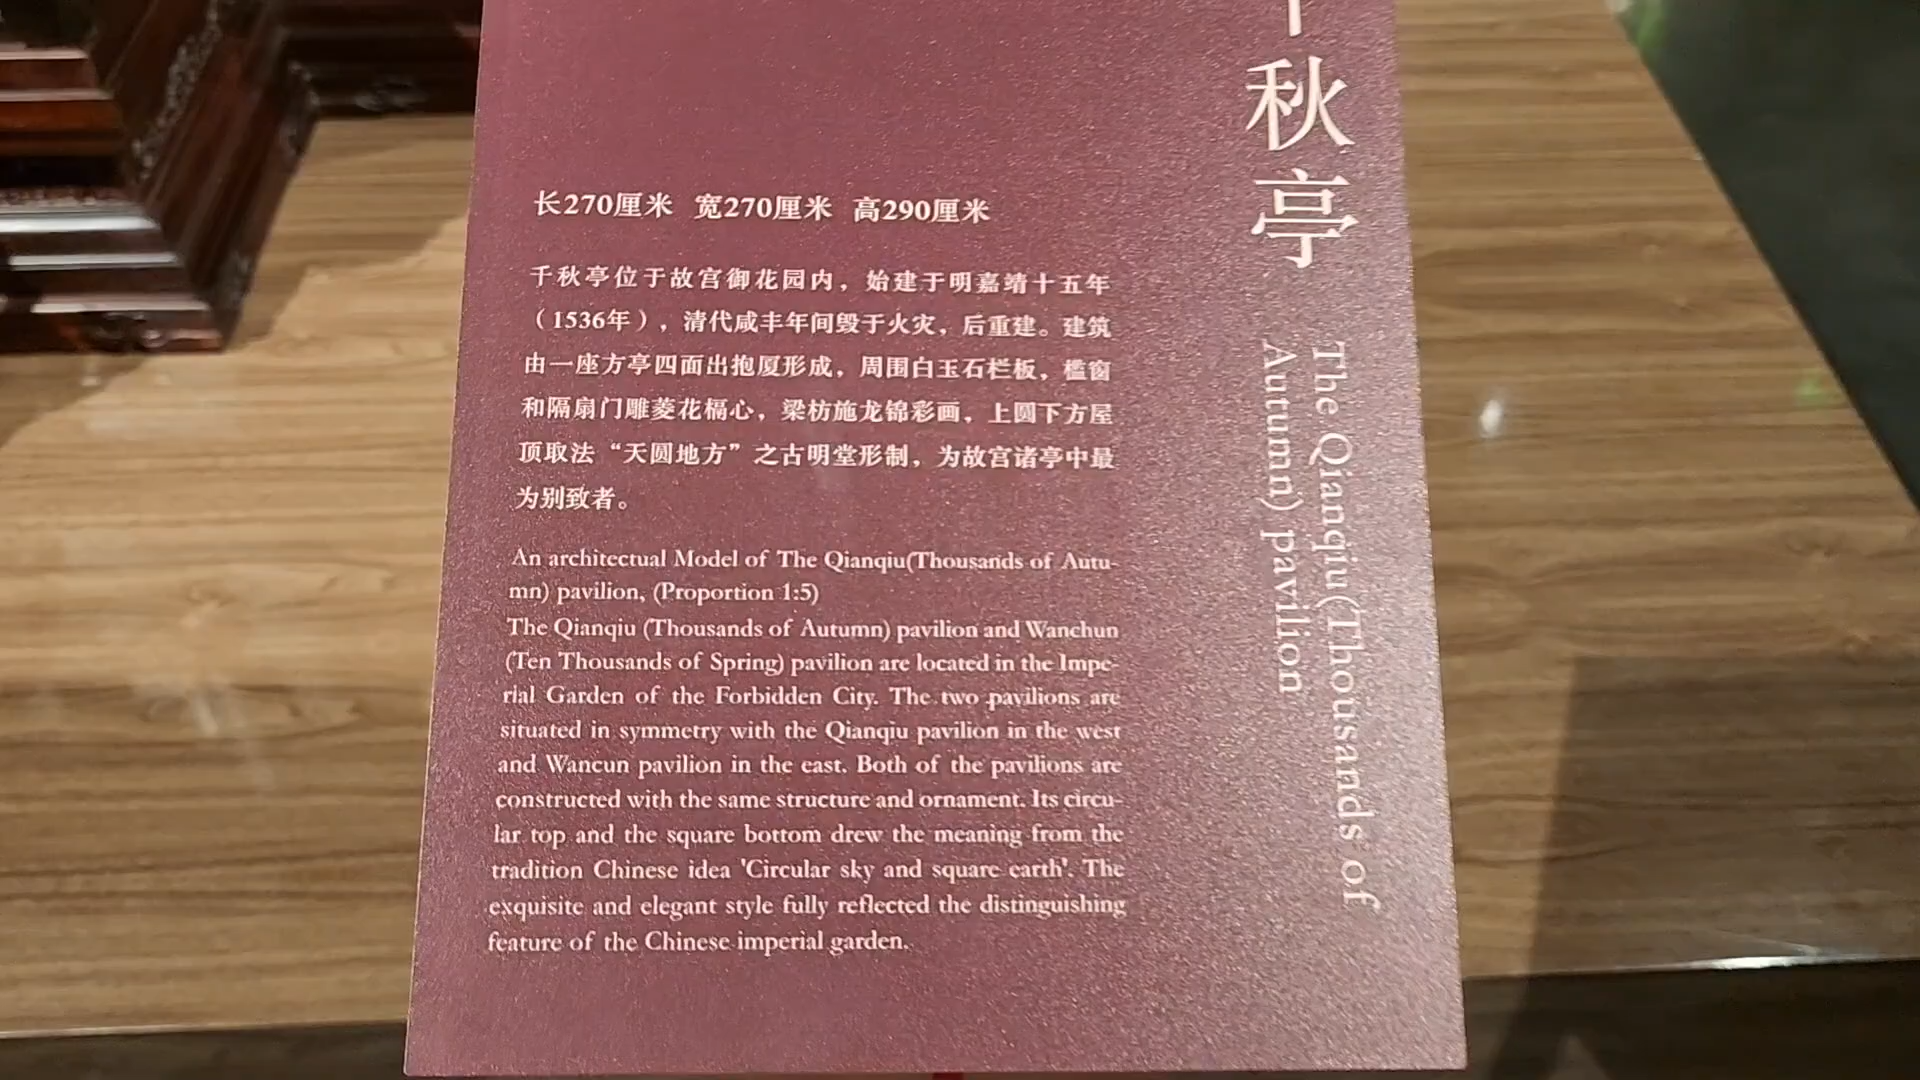 千秋亭
The Qianqiu(Thousands of
Autumn) pavilion
长270厘米 宽270厘米 高290厘米
千秋亭位于故宫御花园内，始建于明嘉靖十五年
（1536年），清代咸丰年间毁于火灾，后重建。建筑
由一座方亭四面出抱厦形成，周围白玉石栏板，槛窗
和隔扇门雕菱花槅心，梁枋施龙锦彩画，上圆下方屋
顶取法“天圆地方”之古明堂形制，为故宫诸亭中最
为别致者。
An architectual Model of The Qianqiu(Thousands of Autu-
mn) pavilion, (Proportion 1:5)
The Qianqiu (Thousands of Autumn) pavilion and Wanchun
(Ten Thousands of Spring) pavilion are located in the Impe-
rial Garden of the Forbidden City. The two pavilions are
situated in symmetry with the Qianqiu pavilion in the west
and Wancun pavilion in the east. Both of the pavilions are
constructed with the same structure and ornament. Its circu-
lar top and the square bottom drew the meaning from the
tradition Chinese idea 'Circular sky and square earth'. The
exquisite and elegant style fully reflected the distinguishing
feature of the Chinese imperial garden.